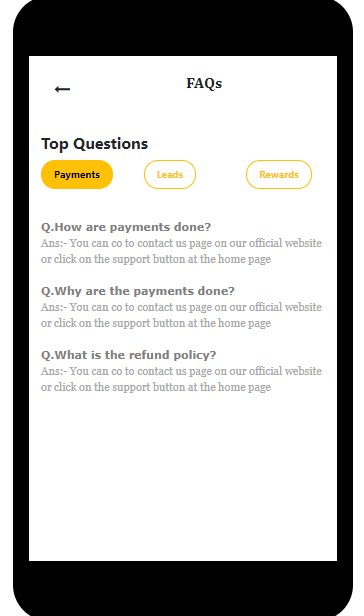 FAQs
Top Questions
Payments
Leads
Rewards
Q.How are payments done?
Ans:- You can co to contact us page on our official website
or click on the support button at the home page
Q.Why are the payments done?
Ans:- You can co to contact us page on our official website
or click on the support button at the home page
Q.What is the refund policy?
Ans:- You can co to contact us page on our official website
or click on the support button at the home page